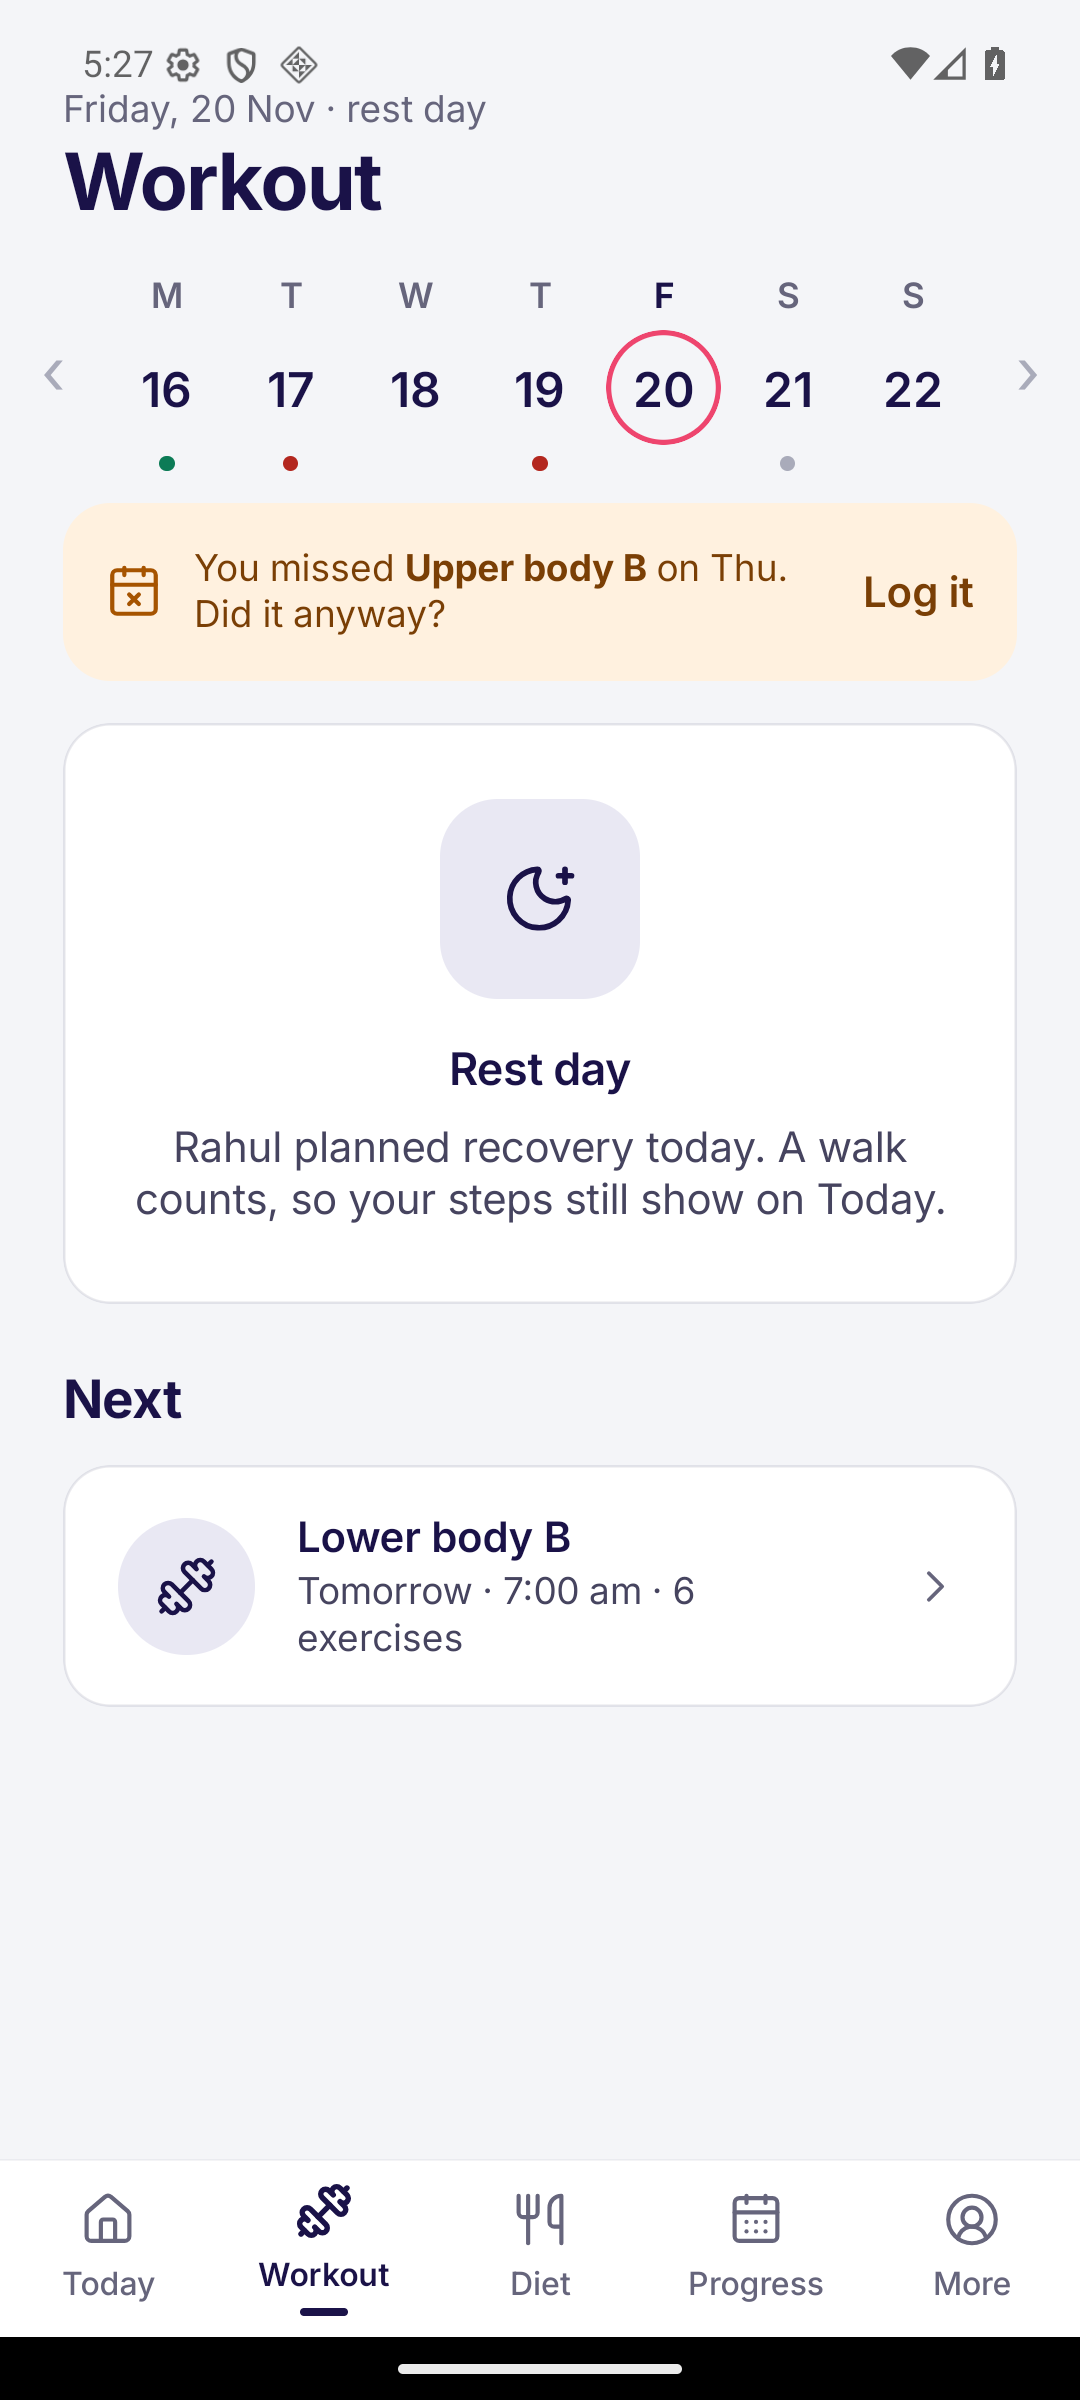 5:27
Friday, 20 Nov · rest day
Workout
M T W T F S S
16 17 18 19 20 21 22
You missed Upper body B on Thu.
Did it anyway?
Log it
Rest day
Rahul planned recovery today. A walk
counts, so your steps still show on Today.
Next
Lower body B
Tomorrow · 7:00 am · 6
exercises
Today Workout Diet Progress More